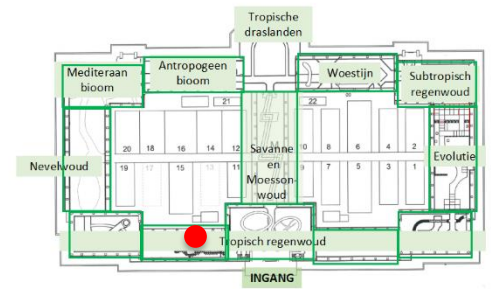 Tropische
draslanden
Mediteraan
bioom
Antropogeen
bioom
Woestijn
Subtropisch
regenwoud
21
22
20 18 16 14 12
10 8 6 4 2
Savanne
en
Moesson-
woud
Nevelwoud
Evolutie
19 17 15 13 11
9 7 5 3 1
Tropisch regenwoud
INGANG